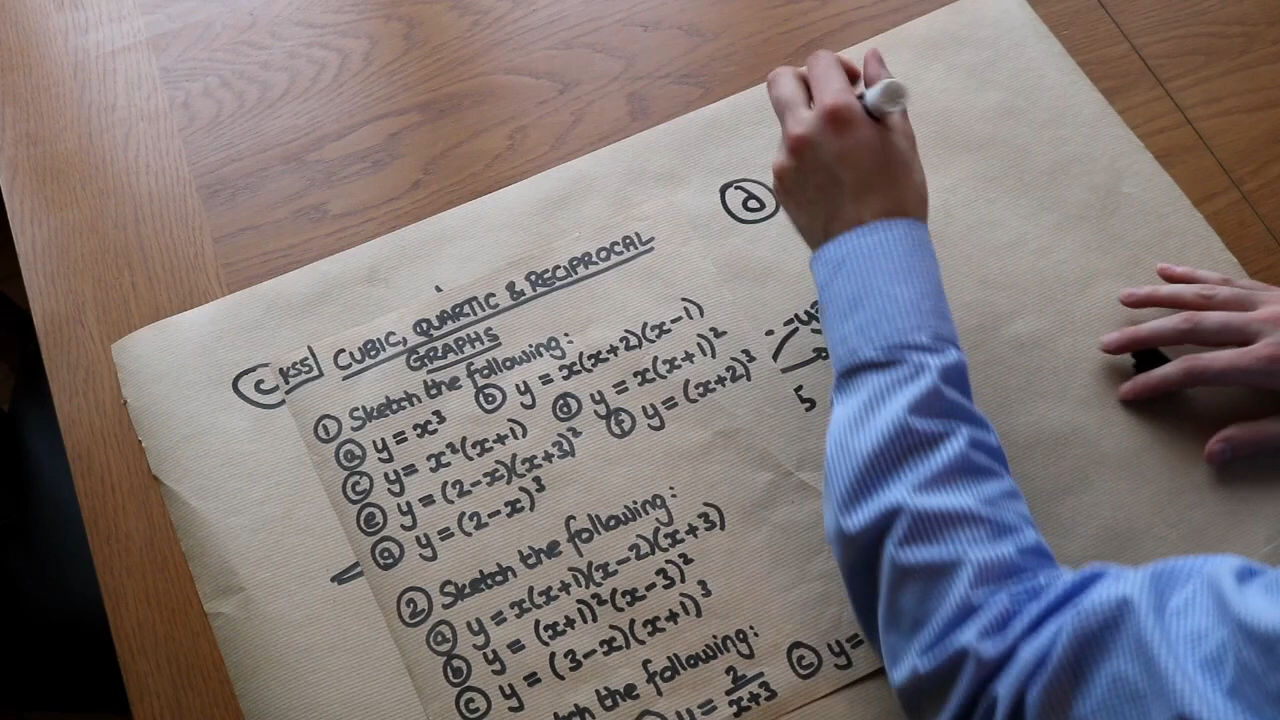 C KSS CUBIC, QUARTIC & RECIPROCAL
GRAPHS
① Sketch the following:
ⓐ y = x³ ⓑ y = x(x+2)(x-1)
ⓒ y = x²(x+1) ⓓ y = x(x+1)²
ⓔ y = (2-x)(x+3)² ⓕ y = (x+2)³
ⓐ y = (2-x)³
② Sketch the following:
ⓐ y = x(x+1)(x-2)(x+3)
ⓑ y = (x+1)²(x-3)²
ⓒ y = (3-x)(x+1)³
the following:
y = 2/(x+3) ⓒ y =
ⓓ
5